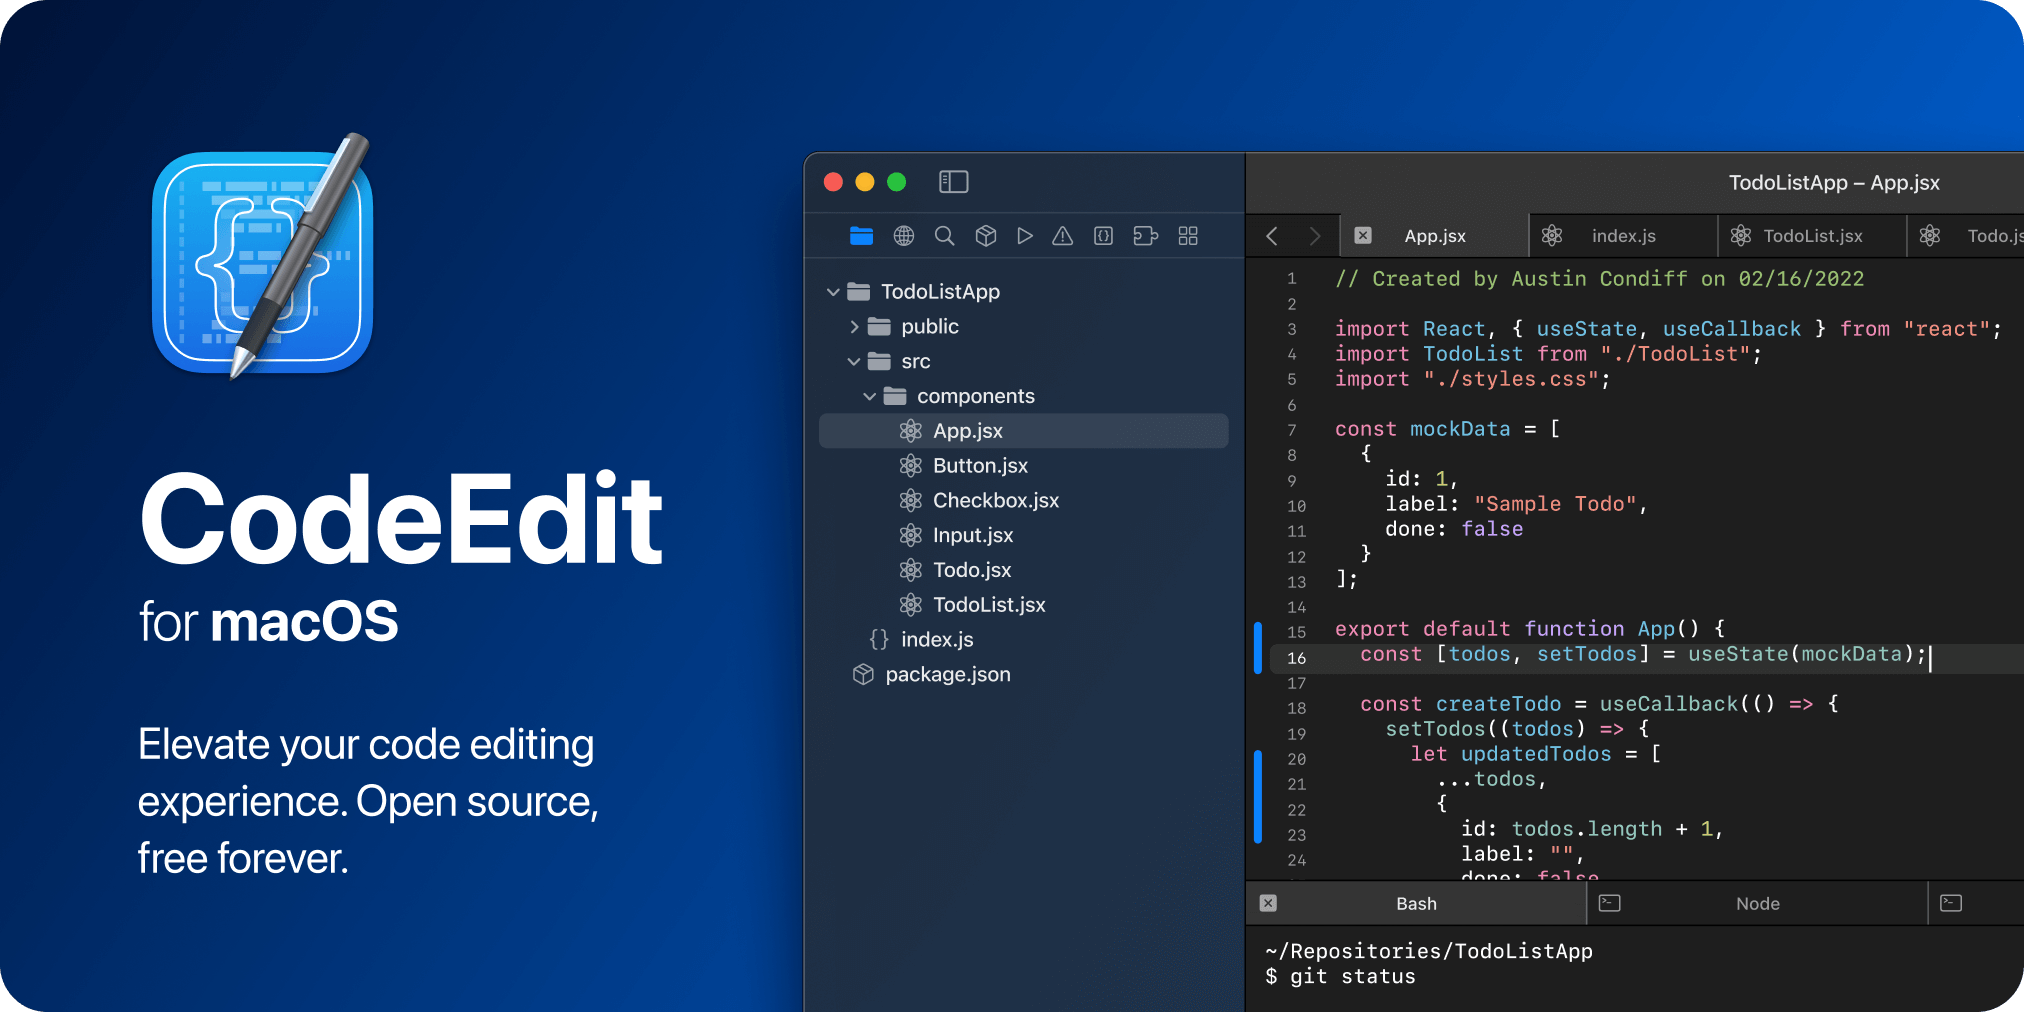 CodeEdit
for macOS
Elevate your code editing
experience. Open source,
free forever.
TodoListApp
public
src
components
App.jsx
Button.jsx
Checkbox.jsx
Input.jsx
Todo.jsx
TodoList.jsx
{} index.js
package.json
TodoListApp – App.jsx
App.jsx index.js TodoList.jsx Todo.js
1 // Created by Austin Condiff on 02/16/2022
2
3 import React, { useState, useCallback } from "react";
4 import TodoList from "./TodoList";
5 import "./styles.css";
6
7 const mockData = [
8 {
9 id: 1,
10 label: "Sample Todo",
11 done: false
12 }
13 ];
14
15 export default function App() {
16 const [todos, setTodos] = useState(mockData);
17
18 const createTodo = useCallback(() => {
19 setTodos((todos) => {
20 let updatedTodos = [
21 ...todos,
22 {
23 id: todos.length + 1,
24 label: "",
done: false
Bash Node
~/Repositories/TodoListApp
$ git status